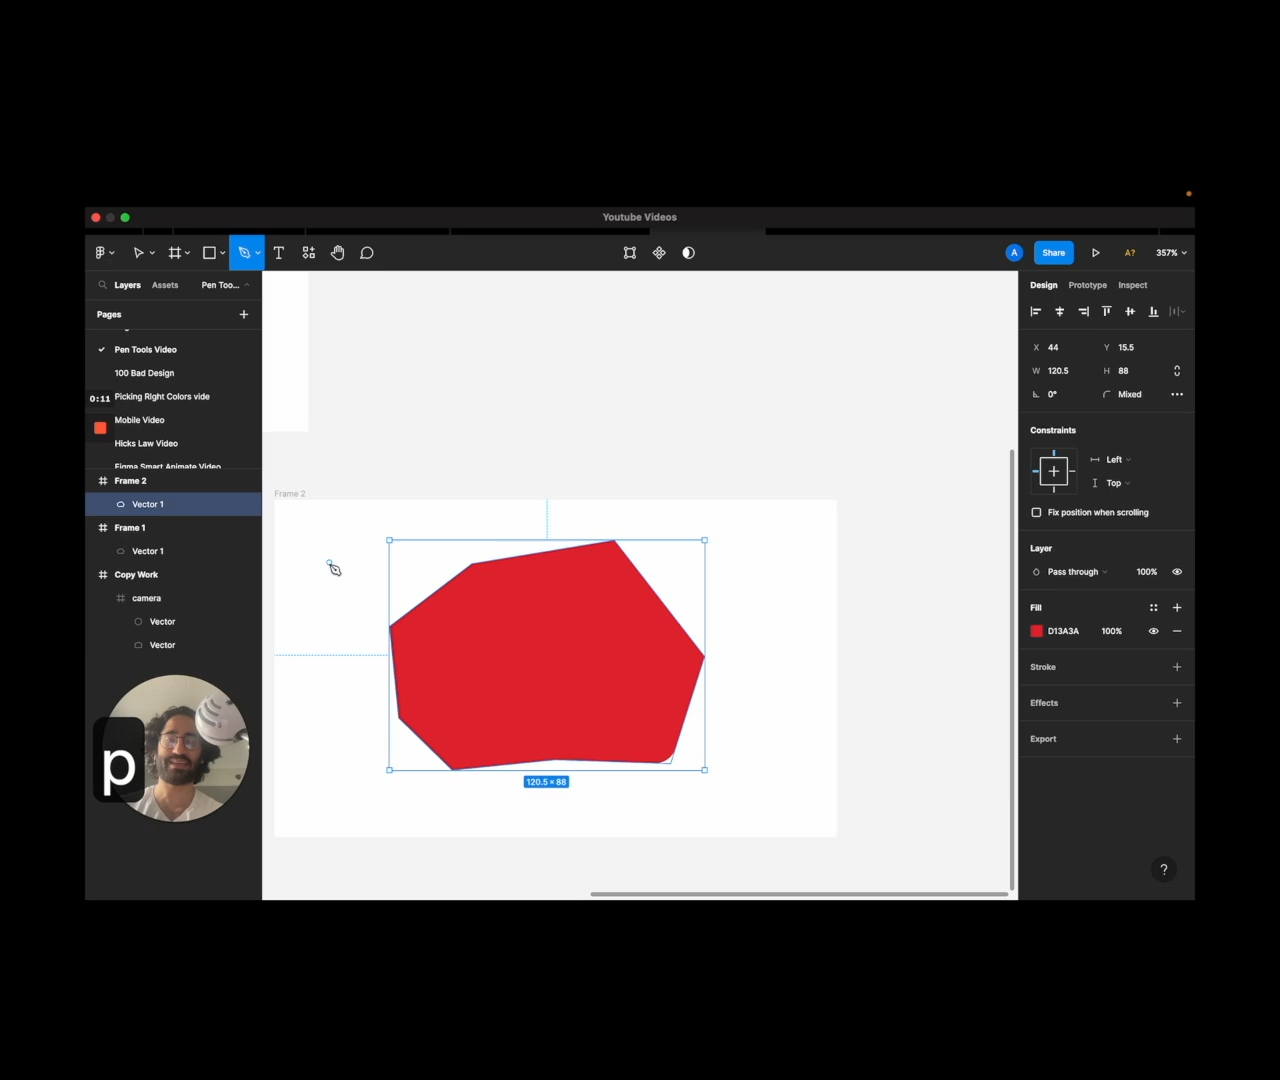 Youtube Videos
A
Share
A?
357%
Layers
Assets
Pen Too...
Design
Prototype
Inspect
Pages
Pen Tools Video
100 Bad Design
0:11
Picking Right Colors vide
Mobile Video
Hicks Law Video
Figma Smart Animate Video
Frame 2
Vector 1
Frame 1
Vector 1
Copy Work
camera
Vector
Vector
p
Frame 2
120.5 × 88
X 44
Y 15.5
W 120.5
H 88
0°
Mixed
Constraints
Left
Top
Fix position when scrolling
Layer
Pass through
100%
Fill
D13A3A
100%
Stroke
Effects
Export
?